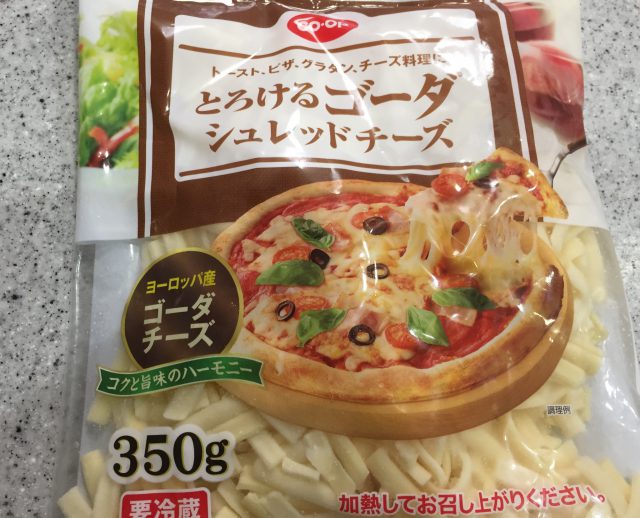 CO・OP
トースト、ピザ、グラタン、チーズ料理に
とろけるゴーダ
シュレッドチーズ
ヨーロッパ産
ゴーダ
チーズ
コクと旨味のハーモニー
調理例
350g
要冷蔵
加熱してお召し上がりください。